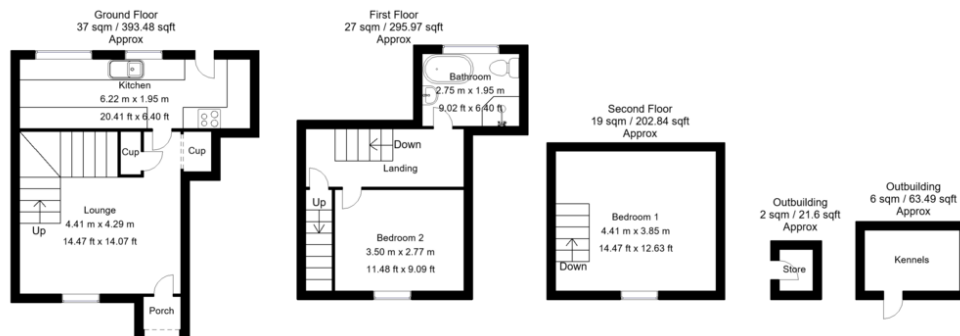 Ground Floor
37 sqm / 393.48 sqft
Approx
Kitchen
6.22 m x 1.95 m
20.41 ft x 6.40 ft
Cup
Cup
Lounge
4.41 m x 4.29 m
14.47 ft x 14.07 ft
Up
Porch
First Floor
27 sqm / 295.97 sqft
Approx
Bathroom
2.75 m x 1.95 m
9.02 ft x 6.40 ft
Down
Landing
Up
Bedroom 2
3.50 m x 2.77 m
11.48 ft x 9.09 ft
Second Floor
19 sqm / 202.84 sqft
Approx
Bedroom 1
4.41 m x 3.85 m
14.47 ft x 12.63 ft
Down
Outbuilding
2 sqm / 21.6 sqft
Approx
Store
Outbuilding
6 sqm / 63.49 sqft
Approx
Kennels